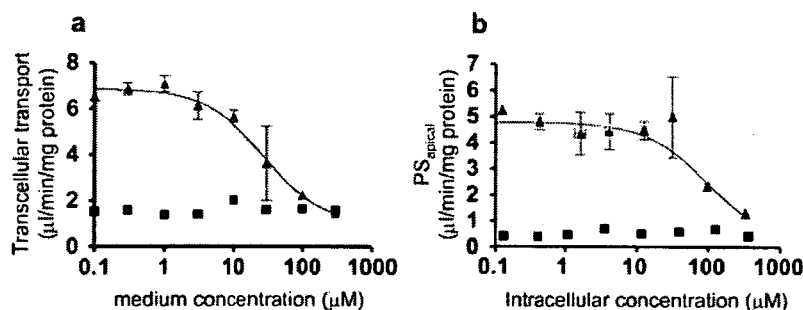 a
Transcellular transport
(µl/min/mg protein)
8
6
4
2
0
0.1
1
10
100
1000
medium concentration (µM)
b
PSapical
(µl/min/mg protein)
7
6
5
4
3
2
1
0
0.1
1
10
100
1000
Intracellular concentration (µM)